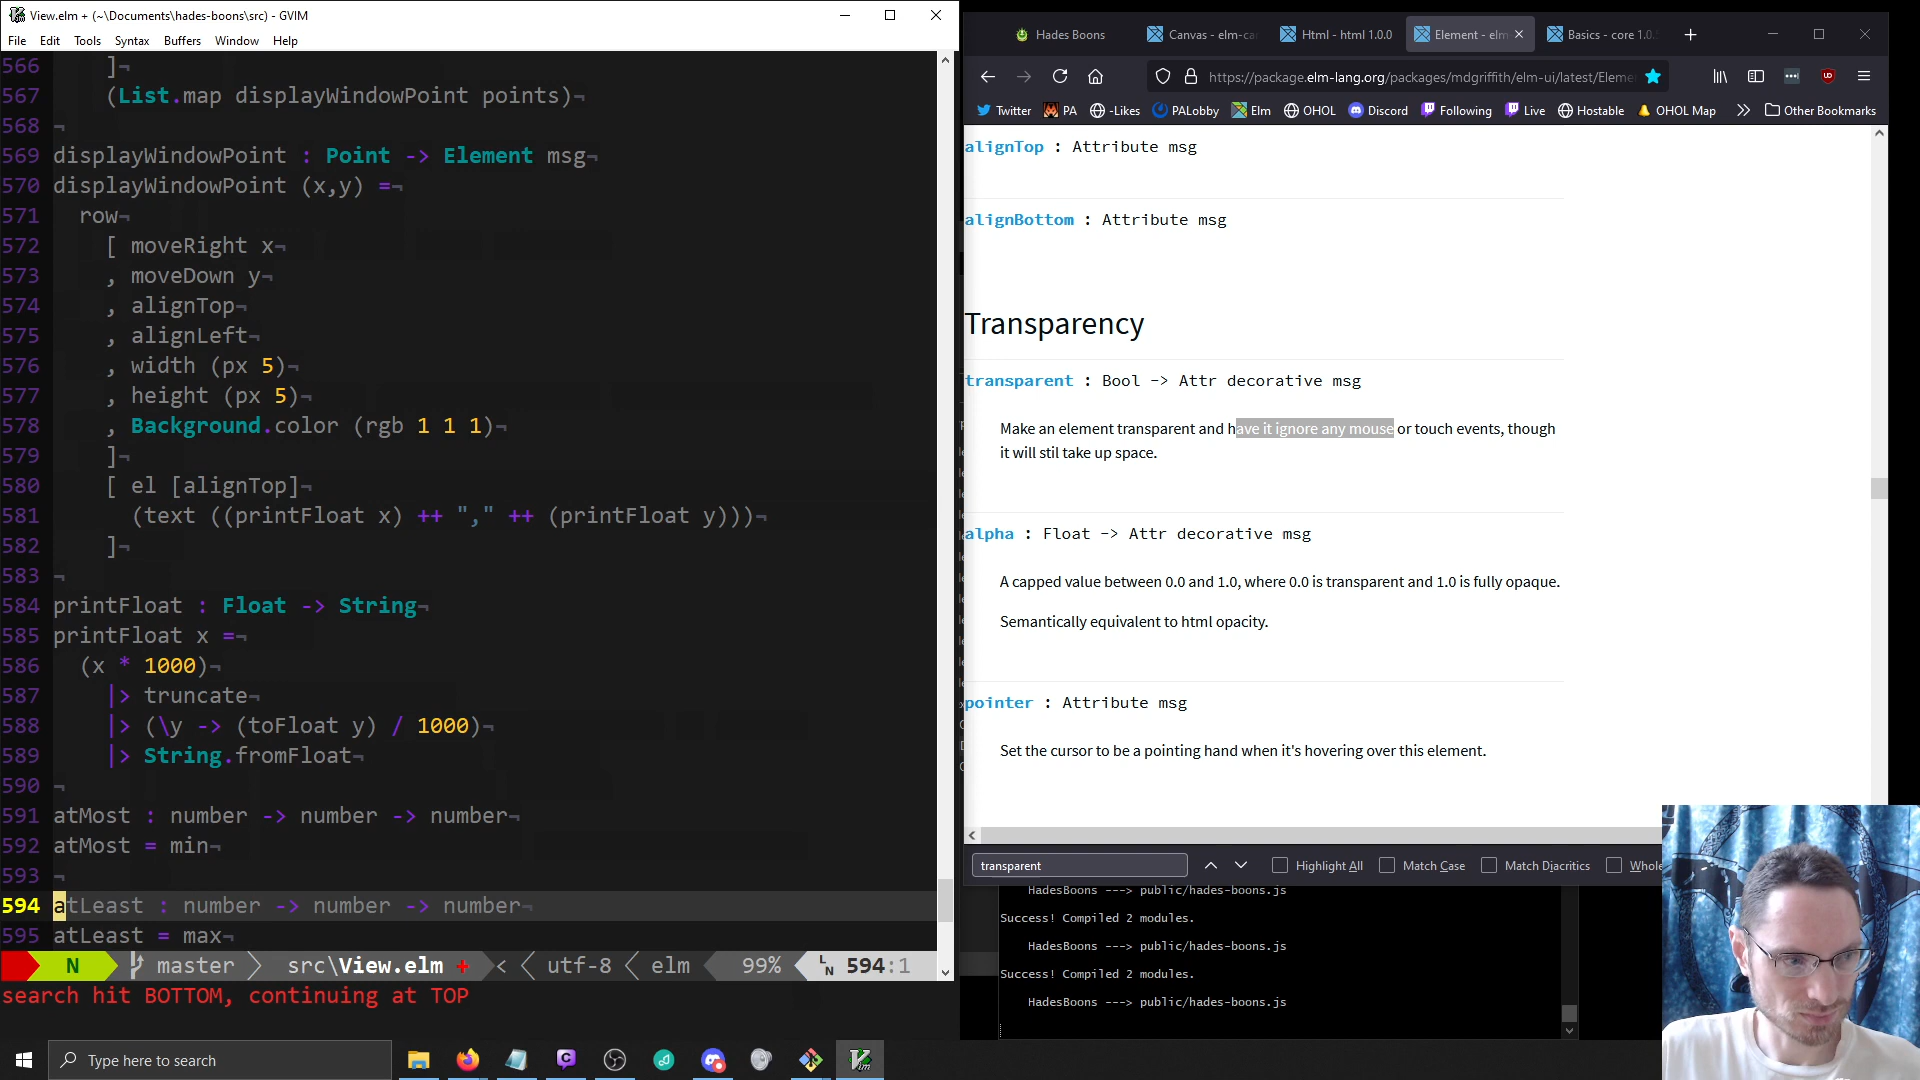 View.elm + (~\Documents\hades-boons\src) - GVIM
File Edit Tools Syntax Buffers Window Help
566 ]¬
567 (List.map displayWindowPoint points)¬
568 ¬
569 displayWindowPoint : Point -> Element msg¬
570 displayWindowPoint (x,y) =¬
571 row¬
572 [ moveRight x¬
573 , moveDown y¬
574 , alignTop¬
575 , alignLeft¬
576 , width (px 5)¬
577 , height (px 5)¬
578 , Background.color (rgb 1 1 1)¬
579 ]¬
580 [ el [alignTop]¬
581 (text ((printFloat x) ++ "," ++ (printFloat y)))¬
582 ]¬
583 ¬
584 printFloat : Float -> String¬
585 printFloat x =¬
586 (x * 1000)¬
587 |> truncate¬
588 |> (\y -> (toFloat y) / 1000)¬
589 |> String.fromFloat¬
590 ¬
591 atMost : number -> number -> number¬
592 atMost = min¬
593 ¬
594 atLeast : number -> number -> number¬
595 atLeast = max¬
N master src\View.elm + < utf-8 elm 99% LN 594:1
search hit BOTTOM, continuing at TOP
Hades Boons Canvas - elm-ca Html - html 1.0.0 Element - elm Basics - core 1.0.
https://package.elm-lang.org/packages/mdgriffith/elm-ui/latest/Eleme
Twitter PA -Likes PALobby Elm OHOL Discord Following Live Hostable OHOL Map Other Bookmarks
alignTop : Attribute msg
alignBottom : Attribute msg
Transparency
transparent : Bool -> Attr decorative msg
Make an element transparent and have it ignore any mouse or touch events, though
it will stil take up space.
alpha : Float -> Attr decorative msg
A capped value between 0.0 and 1.0, where 0.0 is transparent and 1.0 is fully opaque.
Semantically equivalent to html opacity.
pointer : Attribute msg
Set the cursor to be a pointing hand when it's hovering over this element.
transparent Highlight All Match Case Match Diacritics Whole
HadesBoons ---> public/hades-boons.js
Success! Compiled 2 modules.
HadesBoons ---> public/hades-boons.js
Success! Compiled 2 modules.
HadesBoons ---> public/hades-boons.js
Type here to search